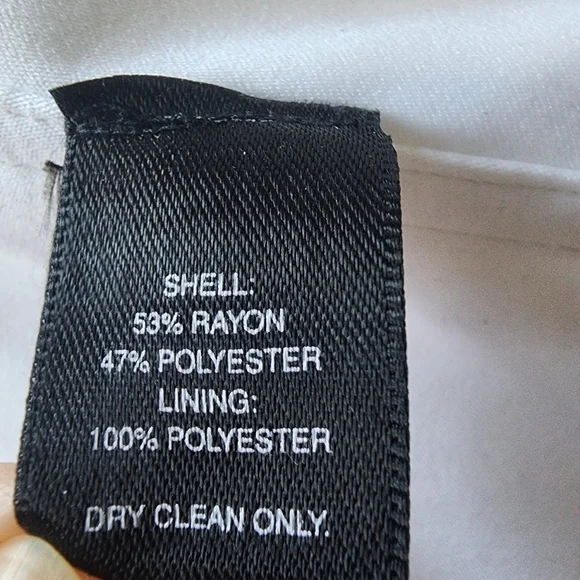 SHELL:
53% RAYON
47% POLYESTER
LINING:
100% POLYESTER
DRY CLEAN ONLY.